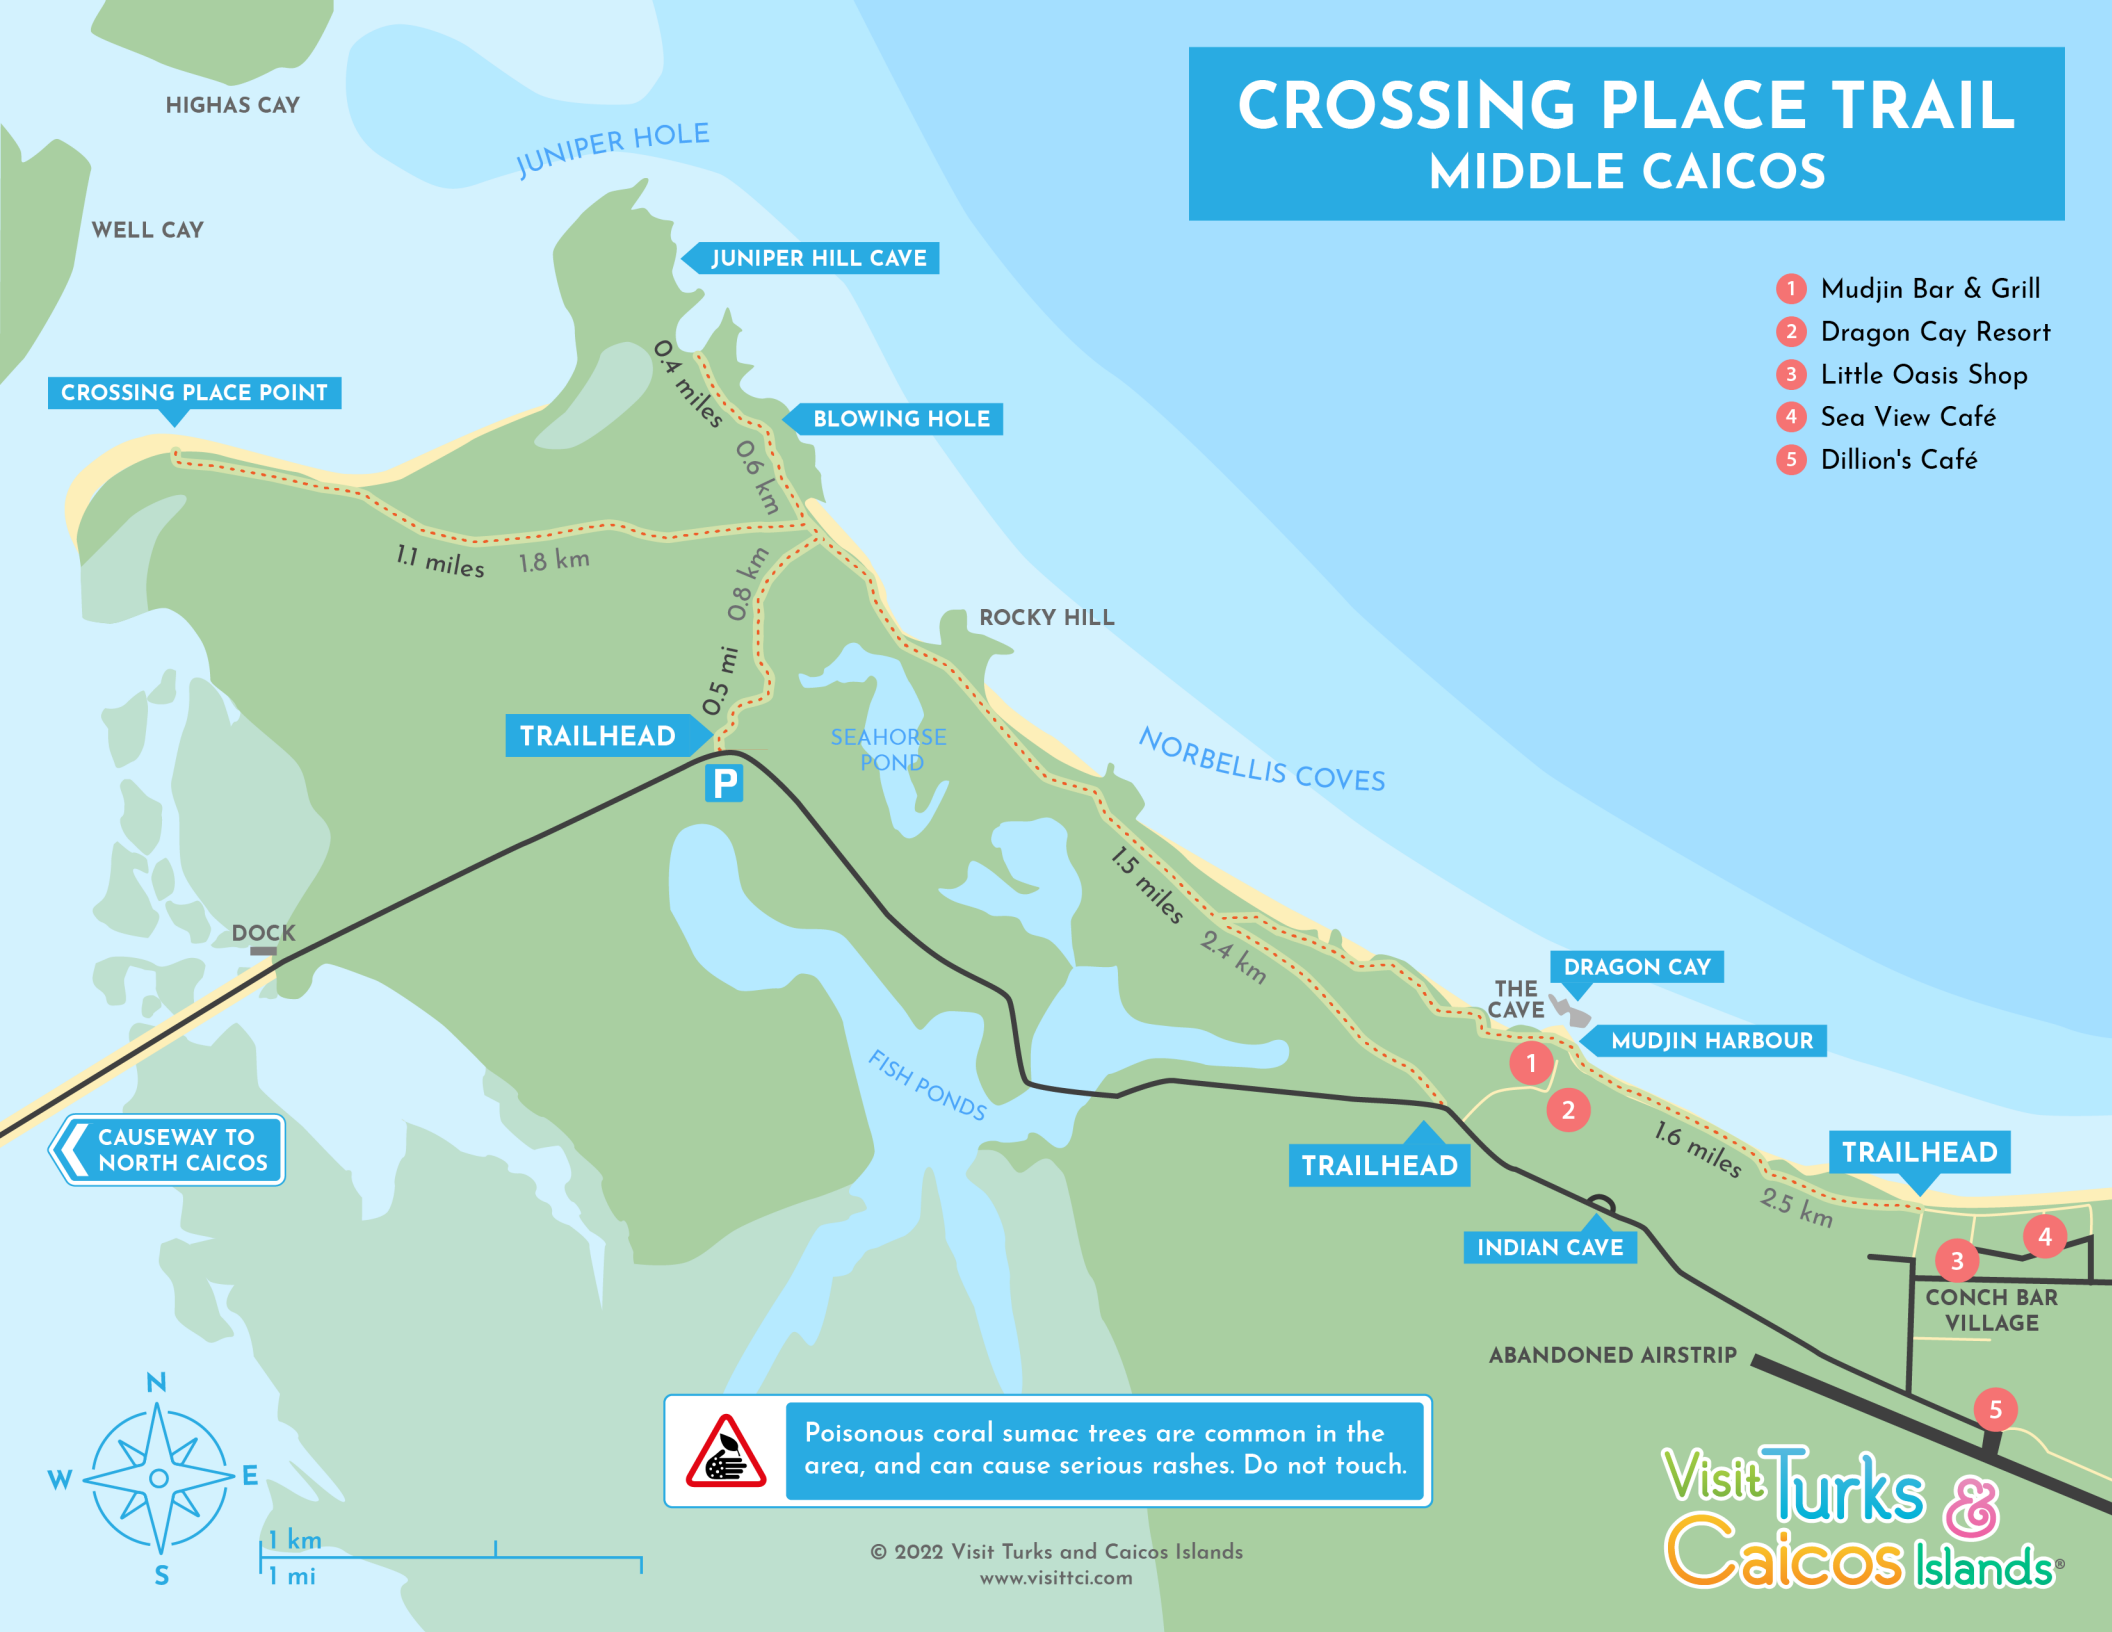 CROSSING PLACE TRAIL
MIDDLE CAICOS
1 Mudjin Bar & Grill
2 Dragon Cay Resort
3 Little Oasis Shop
4 Sea View Café
5 Dillion's Café
HIGHAS CAY
WELL CAY
JUNIPER HOLE
JUNIPER HILL CAVE
CROSSING PLACE POINT
BLOWING HOLE
0.4 miles
0.6 km
1.1 miles
1.8 km
0.8 km
0.5 mi
ROCKY HILL
TRAILHEAD
P
SEAHORSE
POND
NORBELLIS COVES
1.5 miles
2.4 km
DOCK
THE
CAVE
DRAGON CAY
MUDJIN HARBOUR
1
2
FISH PONDS
CAUSEWAY TO
NORTH CAICOS
TRAILHEAD
1.6 miles
2.5 km
TRAILHEAD
INDIAN CAVE
3
4
CONCH BAR
VILLAGE
ABANDONED AIRSTRIP
5
N
W
E
S
1 km
1 mi
Poisonous coral sumac trees are common in the
area, and can cause serious rashes. Do not touch.
© 2022 Visit Turks and Caicos Islands
www.visittci.com
Visit Turks &
Caicos Islands®